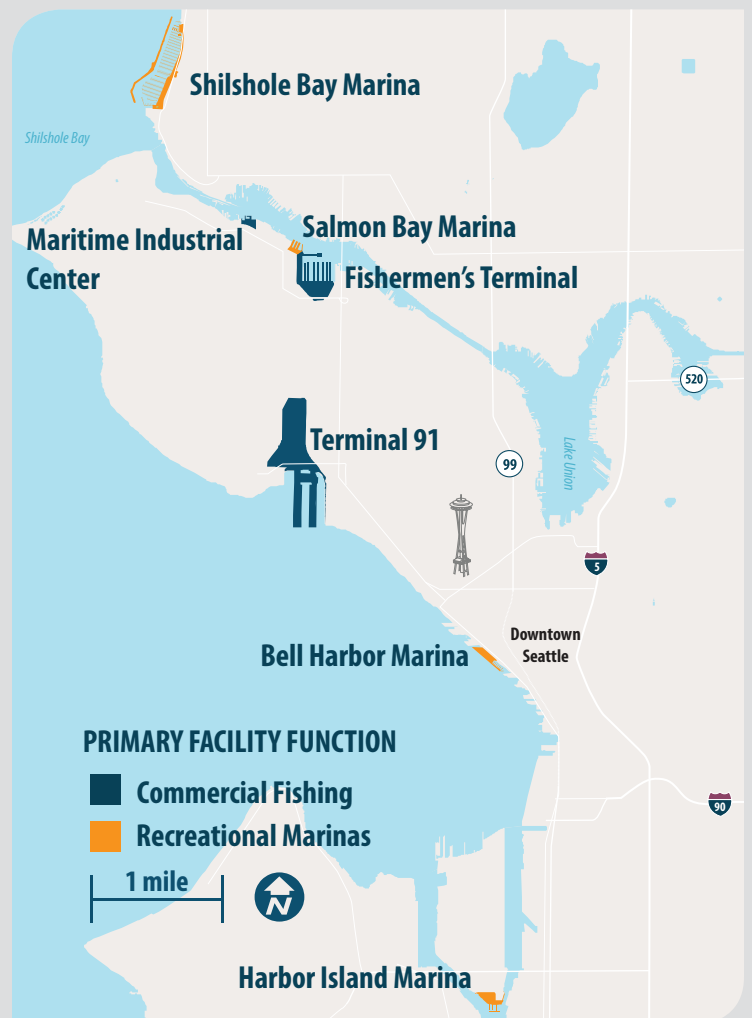 Shilshole Bay Marina
Shilshole Bay
Maritime Industrial
Center
Salmon Bay Marina
Fishermen's Terminal
520
Terminal 91
99
Lake Union
5
Downtown
Seattle
Bell Harbor Marina
PRIMARY FACILITY FUNCTION
Commercial Fishing
Recreational Marinas
90
1 mile
N
Harbor Island Marina